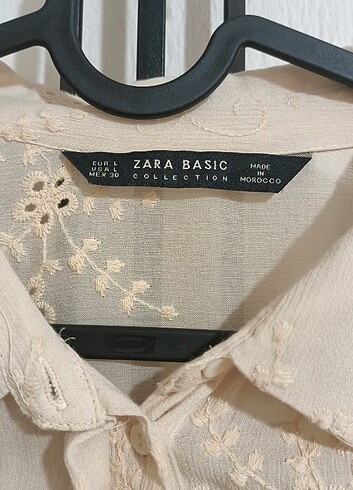 EUR L
USA L
MEX 30
ZARA BASIC
COLLECTION
MADE
IN
MOROCCO